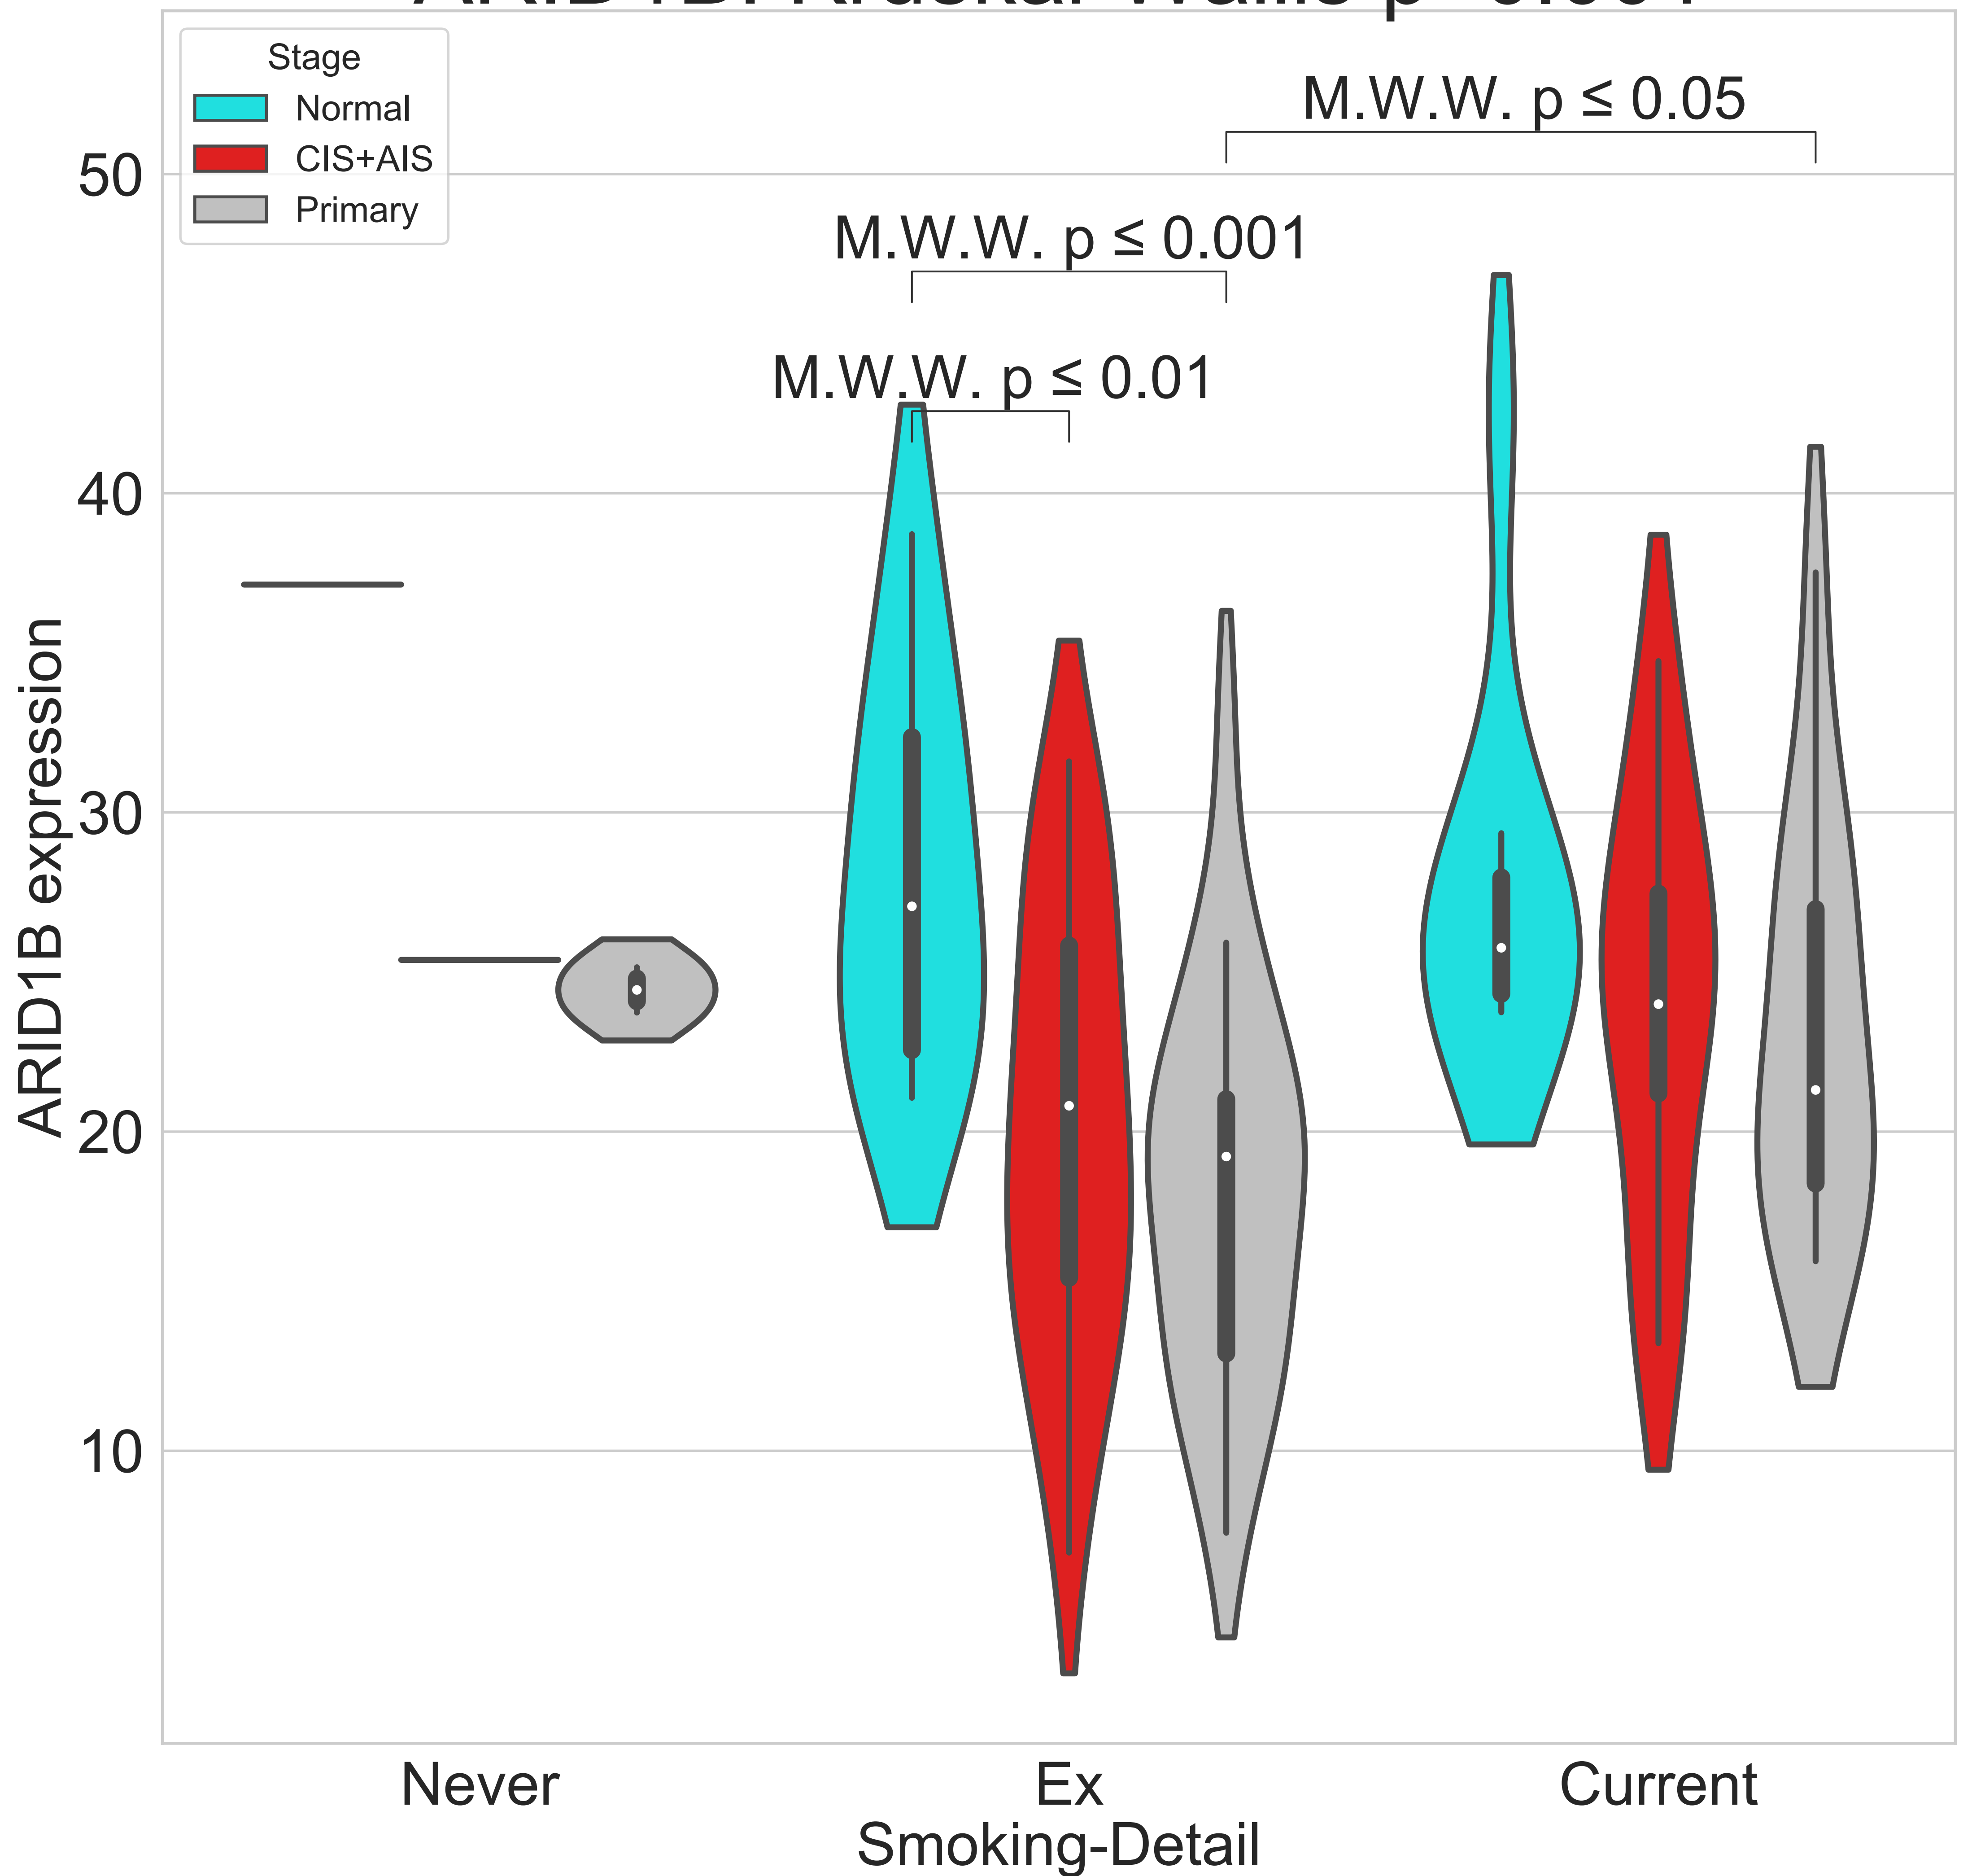 Stage
Normal
CIS+AIS
Primary
M.W.W. p ≤ 0.05
M.W.W. p ≤ 0.001
M.W.W. p ≤ 0.01
50
40
30
20
10
ARID1B expression
Never
Ex
Current
Smoking-Detail